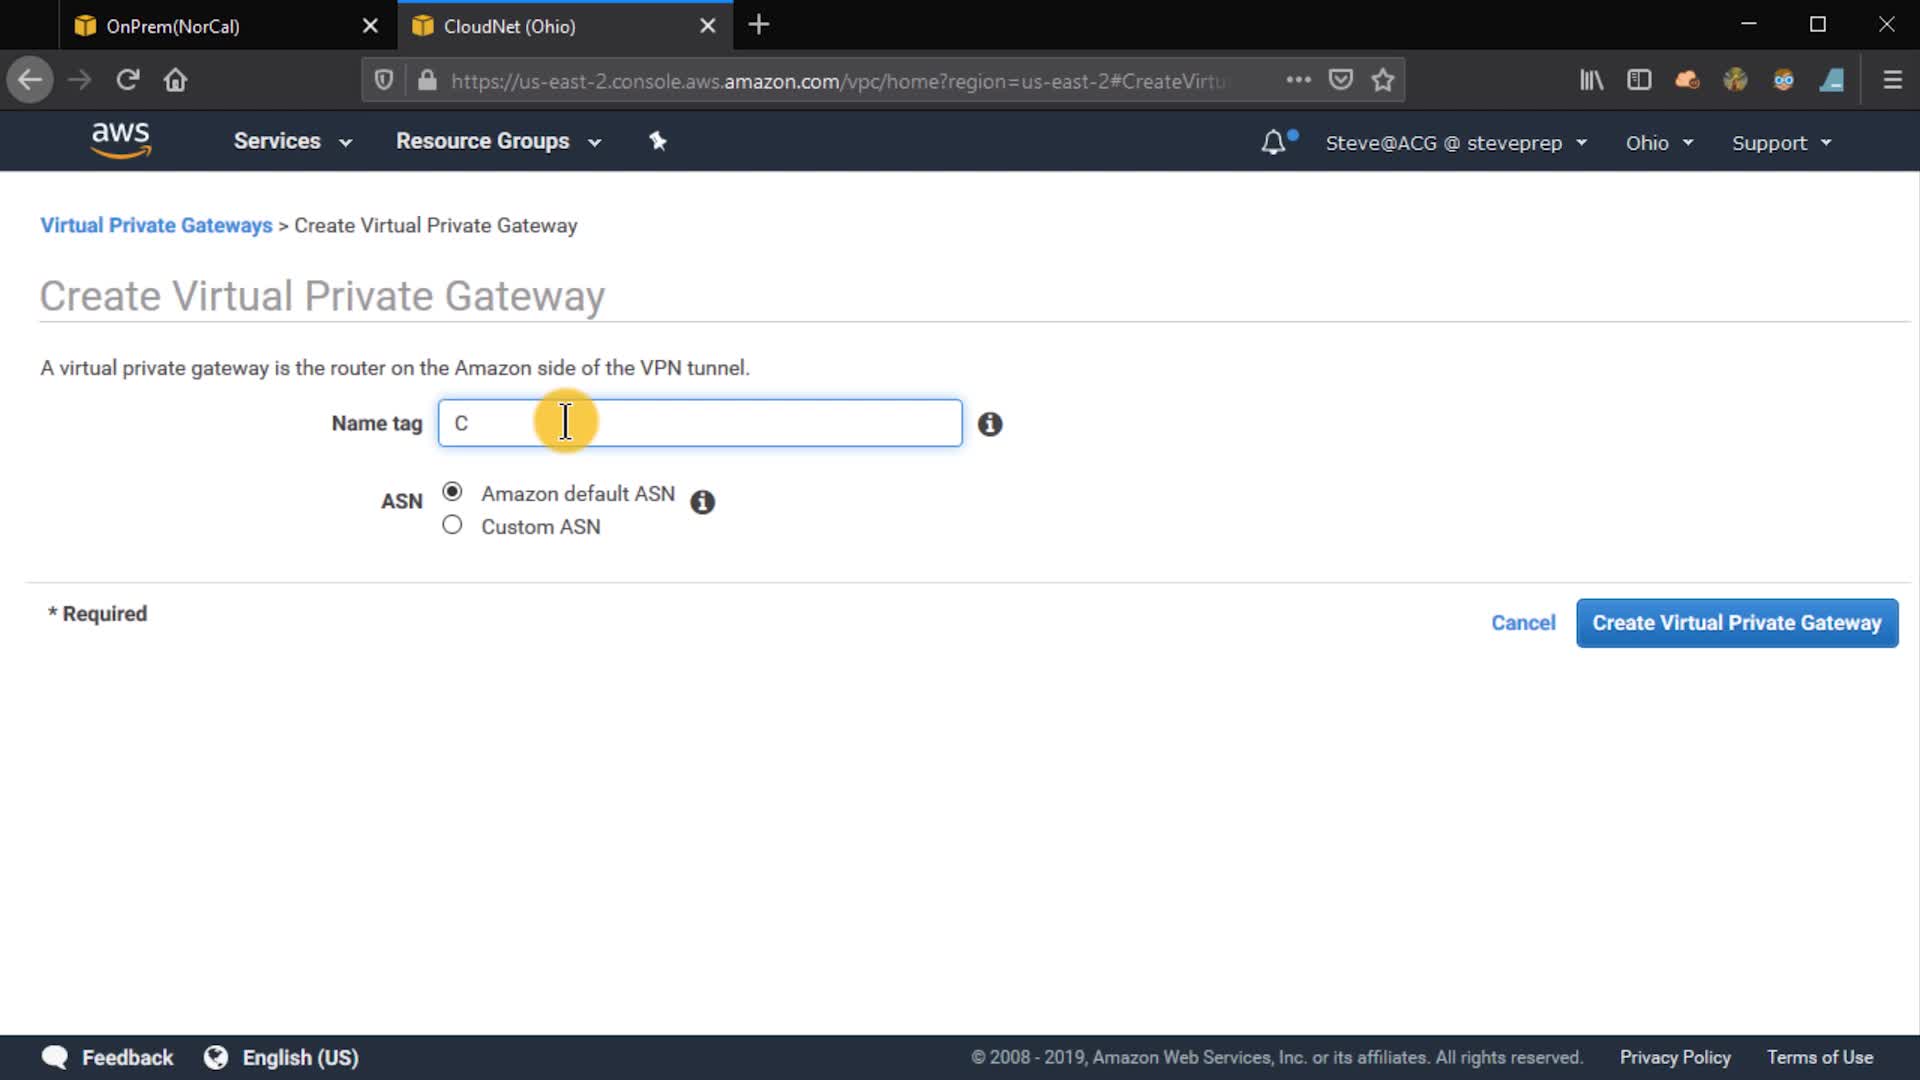 OnPrem(NorCal)
CloudNet (Ohio)
https://us-east-2.console.aws.amazon.com/vpc/home?region=us-east-2#CreateVirtu
aws
Services
Resource Groups
Steve@ACG @ steveprep
Ohio
Support
Virtual Private Gateways > Create Virtual Private Gateway
Create Virtual Private Gateway
A virtual private gateway is the router on the Amazon side of the VPN tunnel.
Name tag
C
ASN
Amazon default ASN
Custom ASN
* Required
Cancel
Create Virtual Private Gateway
Feedback
English (US)
© 2008 - 2019, Amazon Web Services, Inc. or its affiliates. All rights reserved.
Privacy Policy
Terms of Use